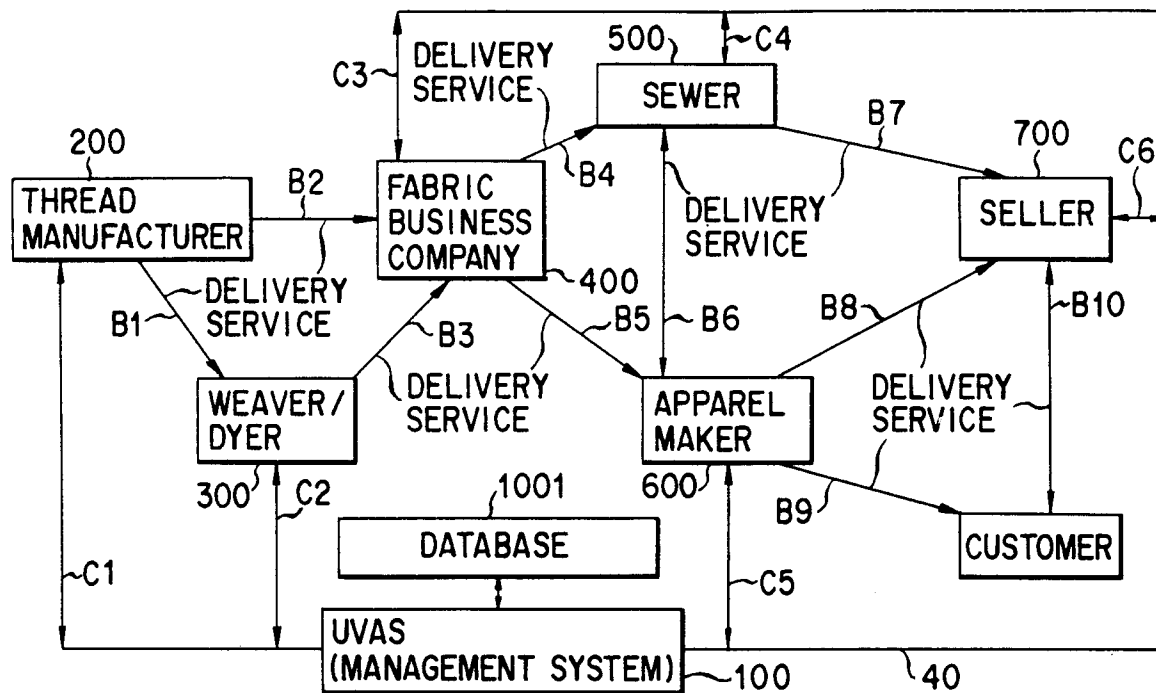 500
C4
DELIVERY
SERVICE
C3
SEWER
B7
700
C6
200
B2
B4
THREAD
MANUFACTURER
FABRIC
BUSINESS
COMPANY
400
DELIVERY
SERVICE
SELLER
DELIVERY
SERVICE
B1
B3
B5
B6
B8
B10
WEAVER/
DYER
300
DELIVERY
SERVICE
APPAREL
MAKER
600
DELIVERY
SERVICE
C2
1001
B9
DATABASE
CUSTOMER
C1
C5
UVAS
(MANAGEMENT SYSTEM)
100
40